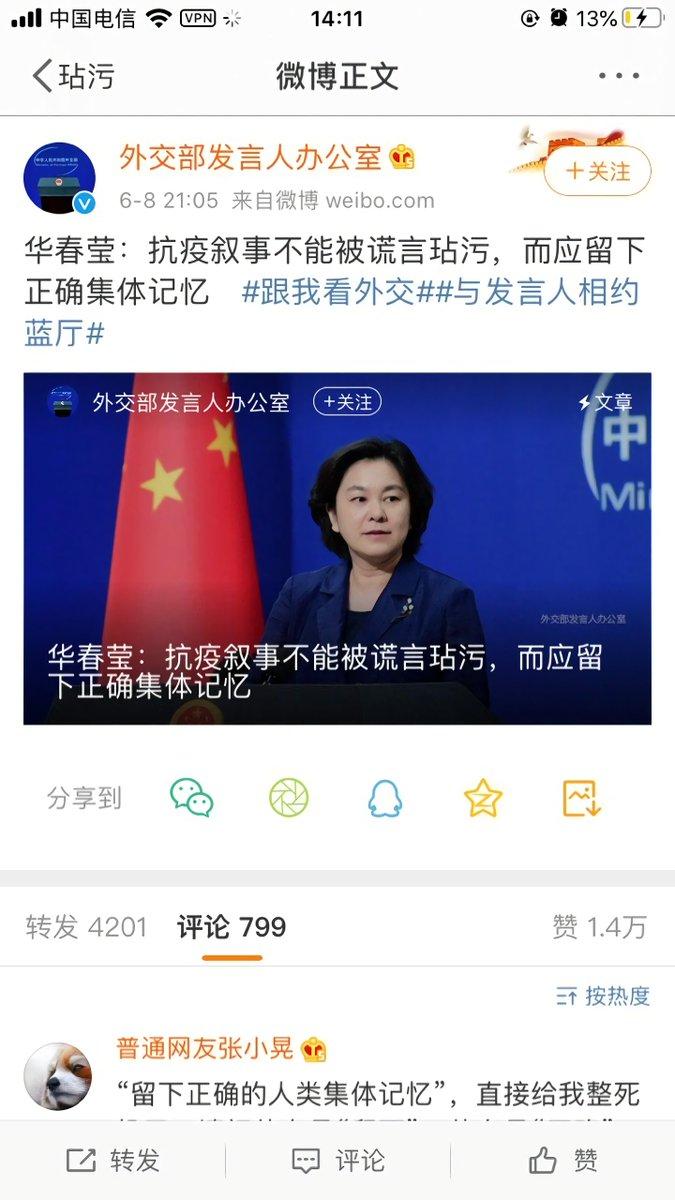 中国电信 VPN 14:11 13%
玷污 微博正文
外交部发言人办公室
6-8 21:05 来自微博 weibo.com
+关注
华春莹：抗疫叙事不能被谎言玷污，而应留下
正确集体记忆 #跟我看外交##与发言人相约
蓝厅#
外交部发言人办公室 +关注 文章
中
Mi
外交部发言人办公室
华春莹：抗疫叙事不能被谎言玷污，而应留
下正确集体记忆
分享到
转发 4201 评论 799 赞 1.4万
按热度
普通网友张小晃
“留下正确的人类集体记忆”，直接给我整死
转发 评论 赞